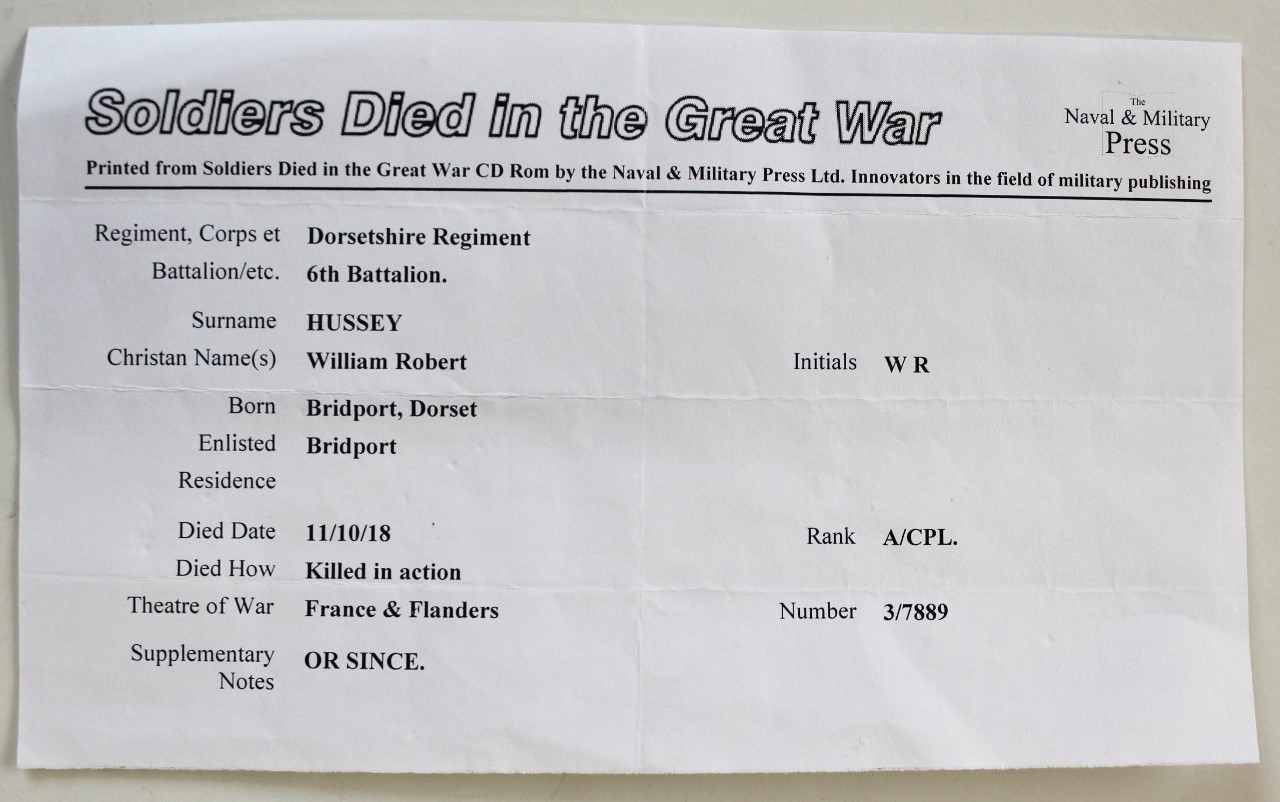 Soldiers Died in the Great War
The
Naval & Military
Press
Printed from Soldiers Died in the Great War CD Rom by the Naval & Military Press Ltd. Innovators in the field of military publishing
Regiment, Corps et Dorsetshire Regiment
Battalion/etc. 6th Battalion.
Surname HUSSEY
Christan Name(s) William Robert Initials W R
Born Bridport, Dorset
Enlisted Bridport
Residence
Died Date 11/10/18 Rank A/CPL.
Died How Killed in action
Theatre of War France & Flanders Number 3/7889
Supplementary OR SINCE.
Notes